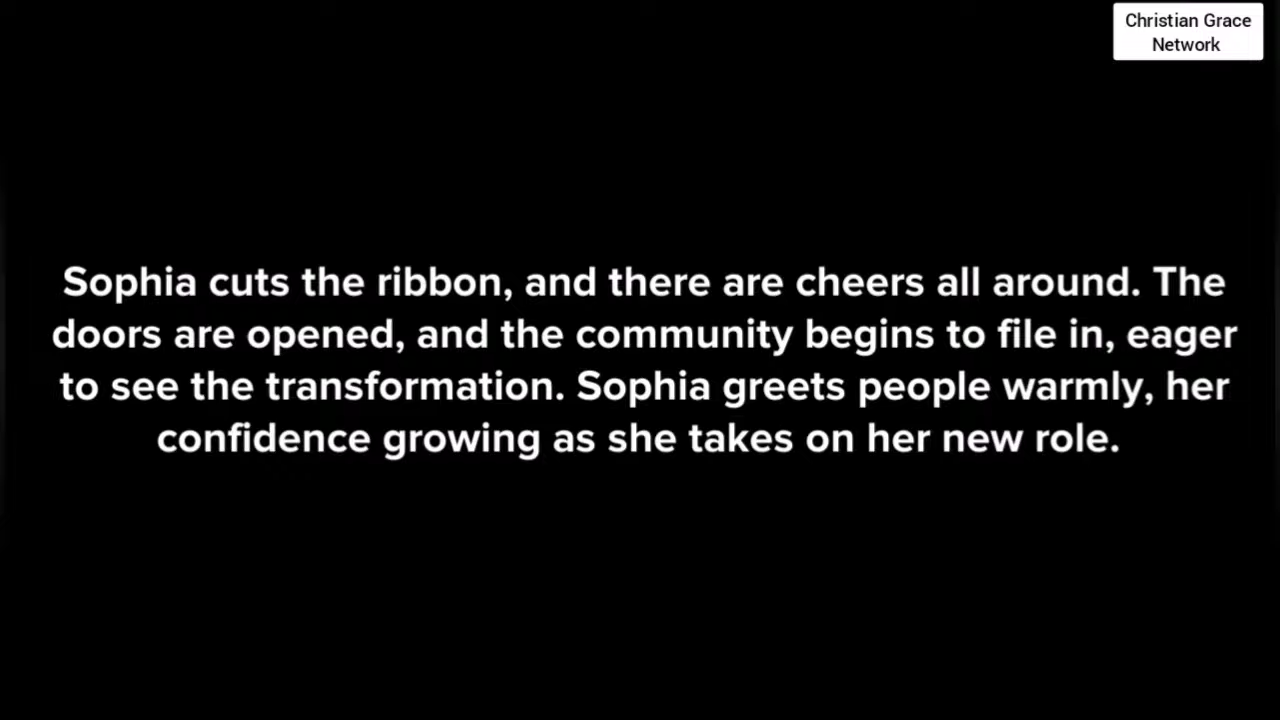 Christian Grace
Network
Sophia cuts the ribbon, and there are cheers all around. The
doors are opened, and the community begins to file in, eager
to see the transformation. Sophia greets people warmly, her
confidence growing as she takes on her new role.